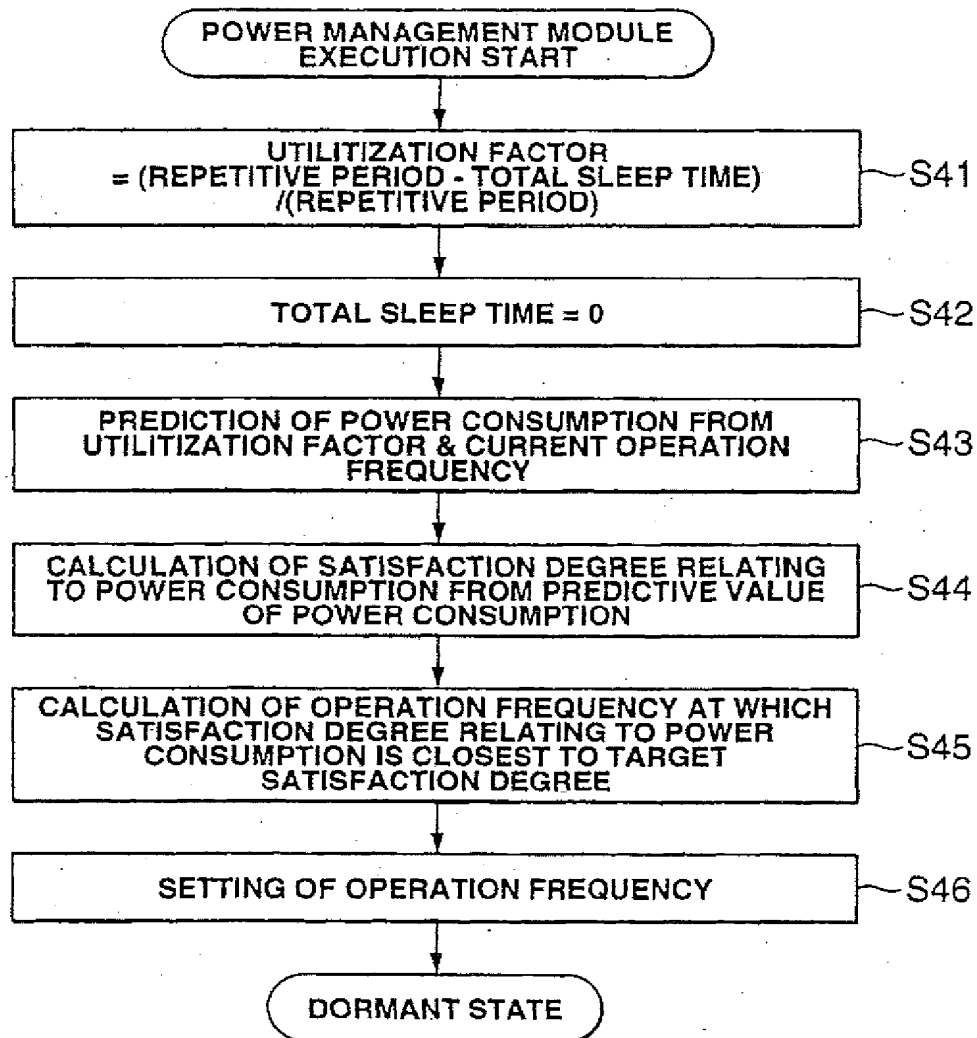 POWER MANAGEMENT MODULE
EXECUTION START
UTILITIZATION FACTOR
= (REPETITIVE PERIOD - TOTAL SLEEP TIME)
/(REPETITIVE PERIOD)
S41
TOTAL SLEEP TIME = 0
S42
PREDICTION OF POWER CONSUMPTION FROM
UTILITIZATION FACTOR & CURRENT OPERATION
FREQUENCY
S43
CALCULATION OF SATISFACTION DEGREE RELATING
TO POWER CONSUMPTION FROM PREDICTIVE VALUE
OF POWER CONSUMPTION
S44
CALCULATION OF OPERATION FREQUENCY AT WHICH
SATISFACTION DEGREE RELATING TO POWER
CONSUMPTION IS CLOSEST TO TARGET
SATISFACTION DEGREE
S45
SETTING OF OPERATION FREQUENCY
S46
DORMANT STATE